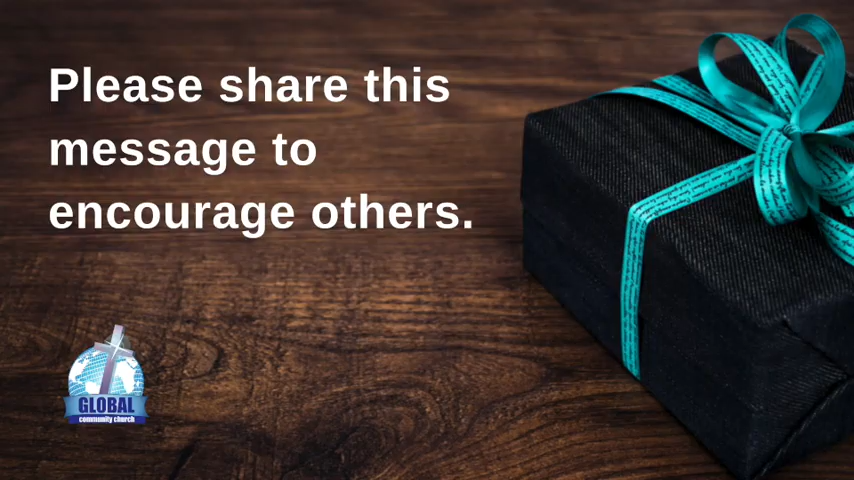 Please share this
message to
encourage others.
GLOBAL
community church